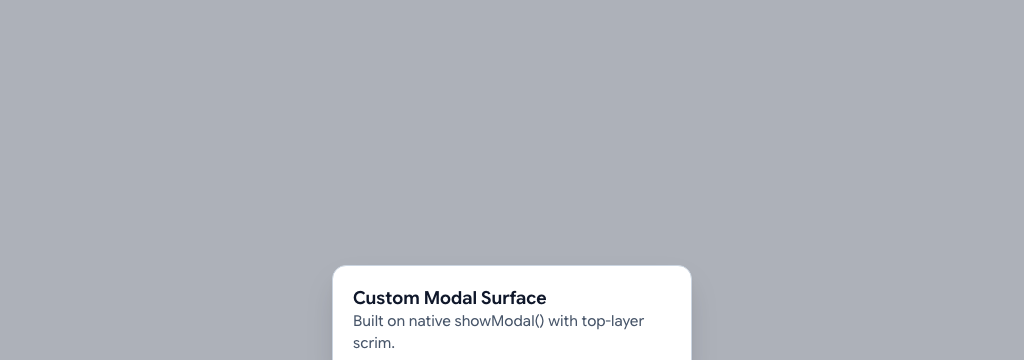 Custom Modal Surface
Built on native showModal() with top-layer
scrim.